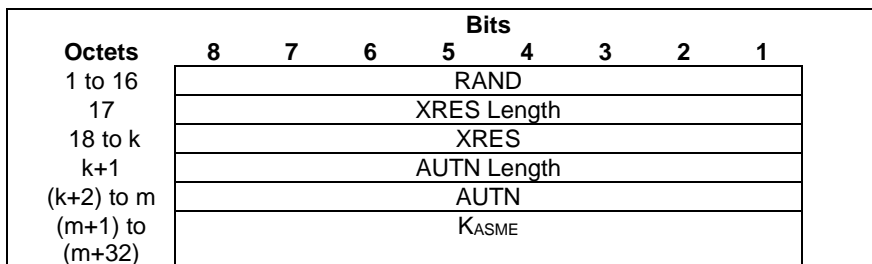 Bits
Octets 8 7 6 5 4 3 2 1
1 to 16 RAND
17 XRES Length
18 to k XRES
k+1 AUTN Length
(k+2) to m AUTN
(m+1) to KASME
(m+32)